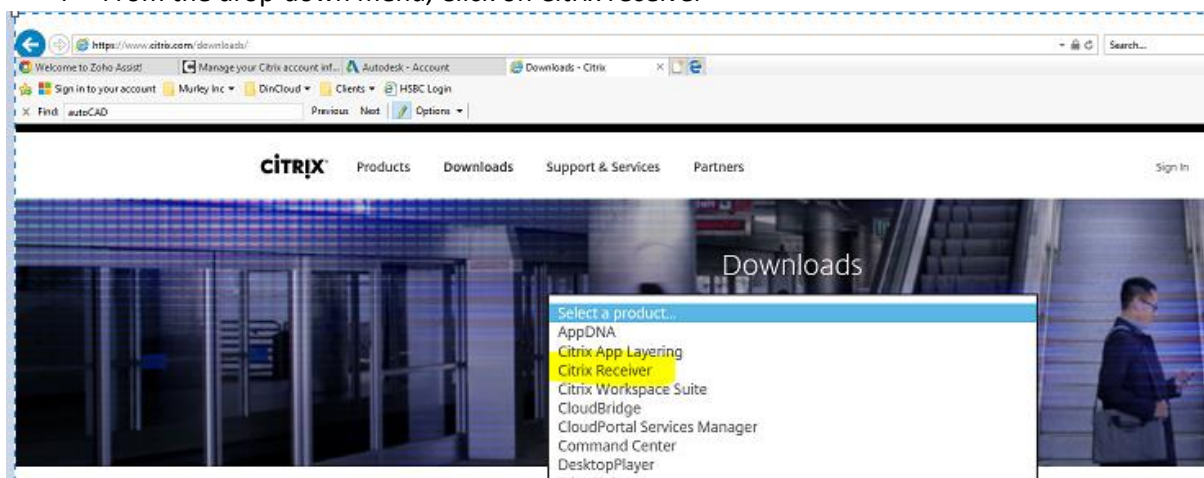 From the drop-down menu, click on Citrix receiver
https://www.citrix.com/downloads/
Search...
Welcome to Zoho Assist! Manage your Citrix account inf... Autodesk - Account Downloads - Citrix
Sign in to your account Murley Inc DinCloud Clients HSBC Login
Find: autoCAD Previous Next Options
CITRIX Products Downloads Support & Services Partners Sign In
Downloads
Select a product...
AppDNA
Citrix App Layering
Citrix Receiver
Citrix Workspace Suite
CloudBridge
CloudPortal Services Manager
Command Center
DesktopPlayer